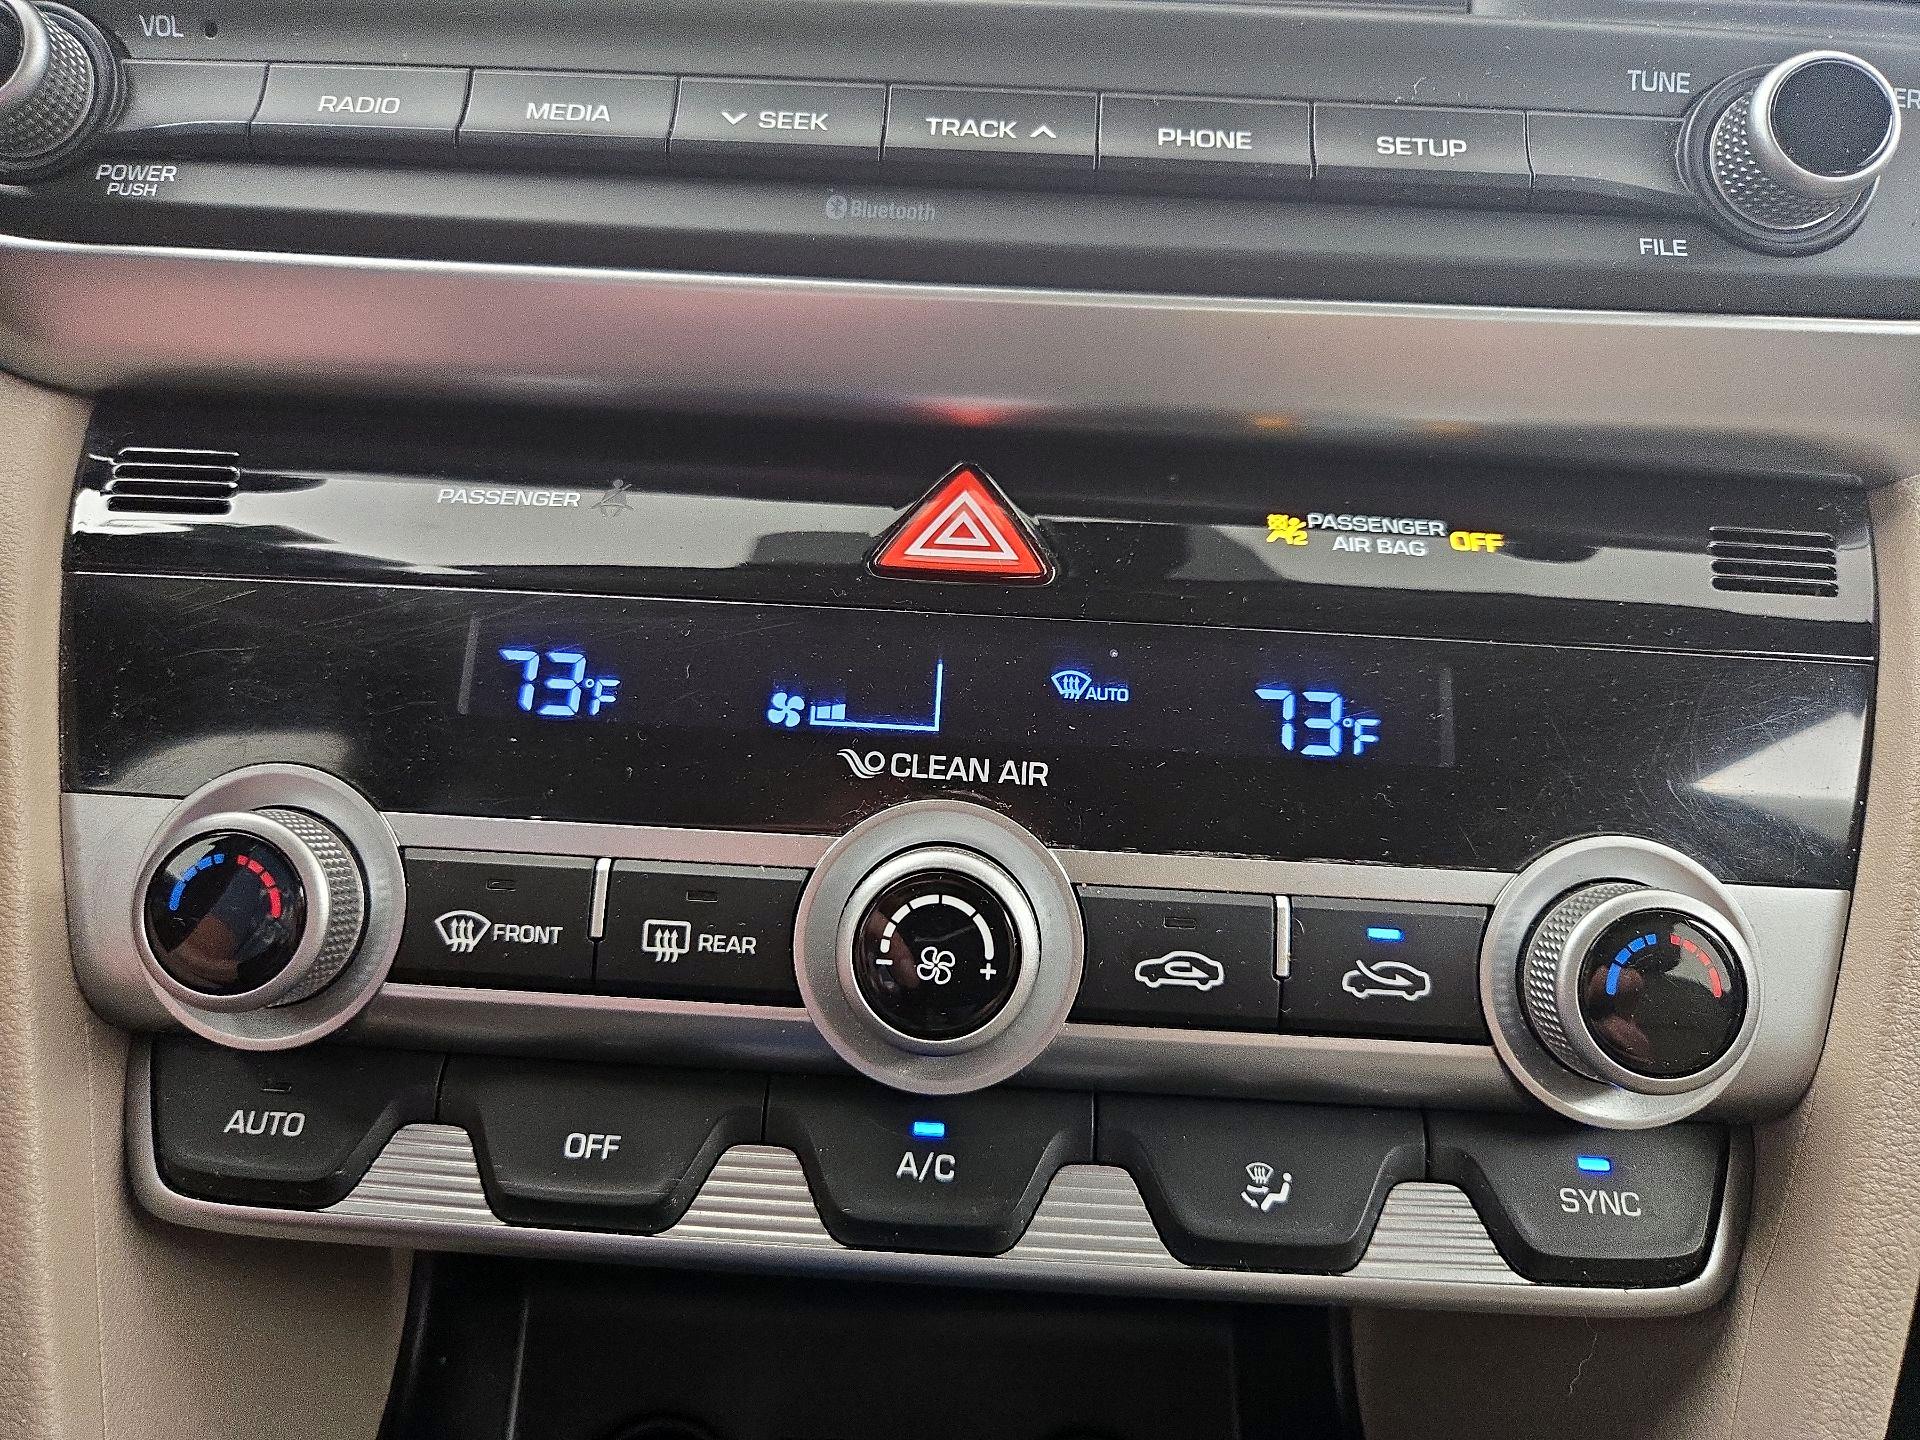 VOL
TUNE
RADIO
MEDIA
SEEK
TRACK
PHONE
SETUP
POWER
PUSH
Bluetooth
FILE
PASSENGER
PASSENGER
AIR BAG
OFF
2
73°F
AUTO
73°F
CLEAN AIR
FRONT
REAR
- +
AUTO
OFF
A/C
SYNC